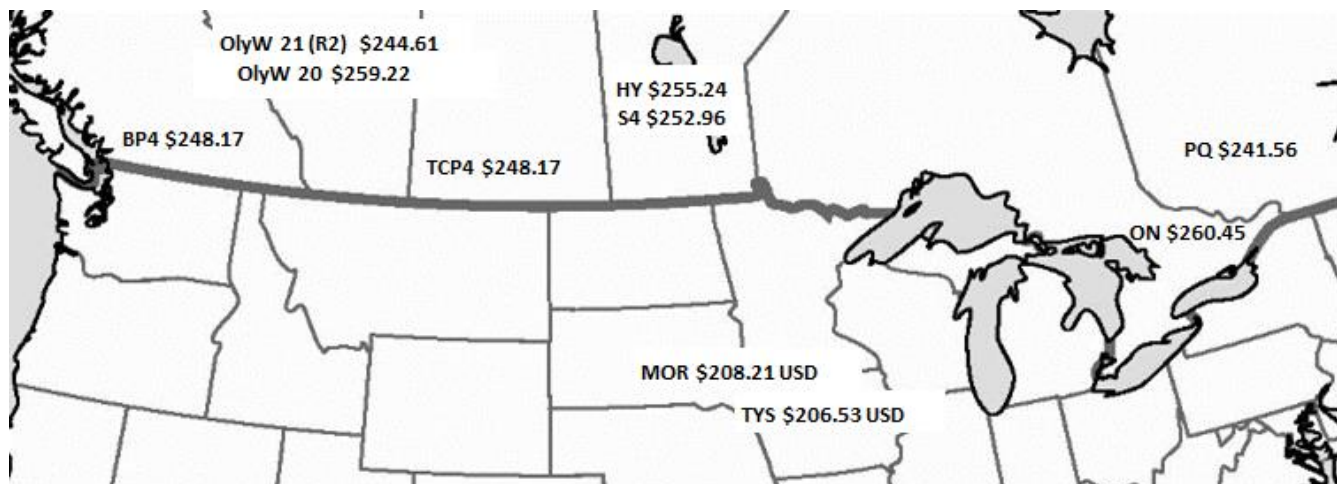 OlyW 21 (R2) $244.61
OlyW 20 $259.22
HY $255.24
S4 $252.96
BP4 $248.17
TCP4 $248.17
PQ $241.56
ON $260.45
MOR $208.21 USD
TYS $206.53 USD